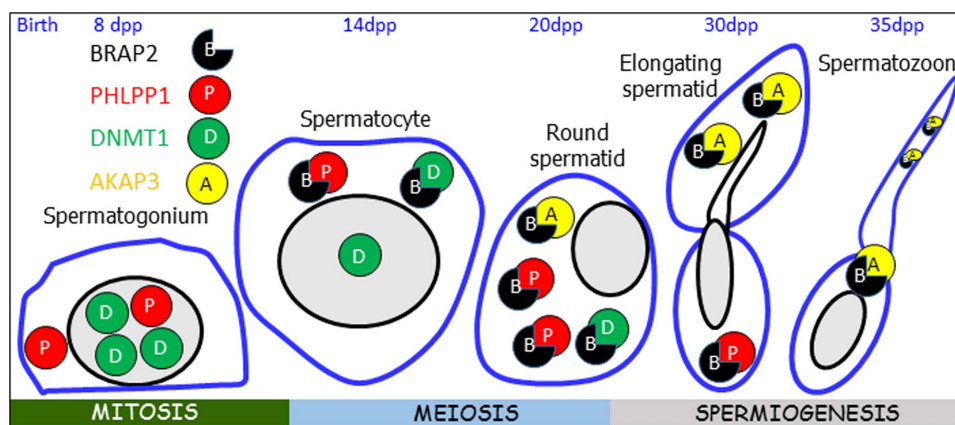 Birth 8 dpp 14dpp 20dpp 30dpp 35dpp
BRAP2 B
PHLPP1 P
DNMT1 D
AKAP3 A
Spermatogonium
D P
P D D
Spermatocyte
B P B D
D
Round
spermatid
B A
B P
B P B D
Elongating
spermatid
B A
B A
B P
Spermatozoon
B A
B A
B A
MITOSIS MEIOSIS SPERMIOGENESIS